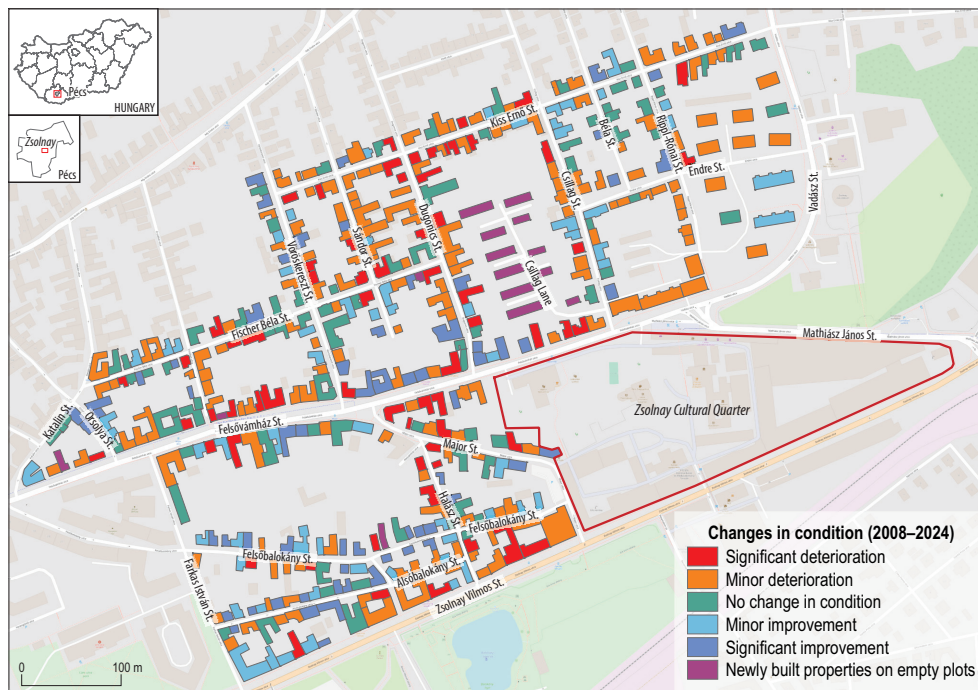 Pécs
HUNGARY
Zsolnay
Pécs
Kiss Ernő St.
Béla St.
Rippl-Rónai St.
Endre St.
Vadász St.
Csillag St.
Dugonics St.
Sándor St.
Vöröskereszt St.
Csillag Lane
Fischer Béla St.
Mathiász János St.
Katalin St.
Orsolya St.
Felsővámház St.
Zsolnay Cultural Quarter
Major St.
Halász St.
Felsőbalokány St.
Felsőbalokány St.
Alsóbalokány St.
Farkas István St.
Zsolnay Vilmos St.
Changes in condition (2008–2024)
Significant deterioration
Minor deterioration
No change in condition
Minor improvement
Significant improvement
Newly built properties on empty plots
0 100 m